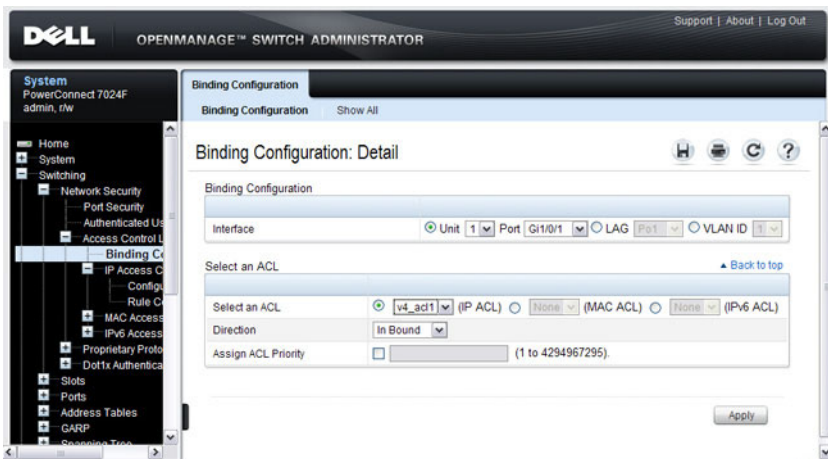 Support | About | Log Out
DELL OPENMANAGE™ SWITCH ADMINISTRATOR
System
PowerConnect 7024F
admin, r/w
Home
System
Switching
Network Security
Port Security
Authenticated Us
Access Control L
Binding Co
IP Access C
Configu
Rule C
MAC Access
IPv6 Access
Proprietary Proto
Dot1x Authentica
Slots
Ports
Address Tables
GARP
Spanning Tree
Binding Configuration
Binding Configuration Show All
Binding Configuration: Detail
Binding Configuration
Interface Unit 1 Port Gi1/0/1 LAG Po1 VLAN ID 1
Select an ACL Back to top
Select an ACL v4_acl1 (IP ACL) None (MAC ACL) None (IPv6 ACL)
Direction In Bound
Assign ACL Priority (1 to 4294967295).
Apply